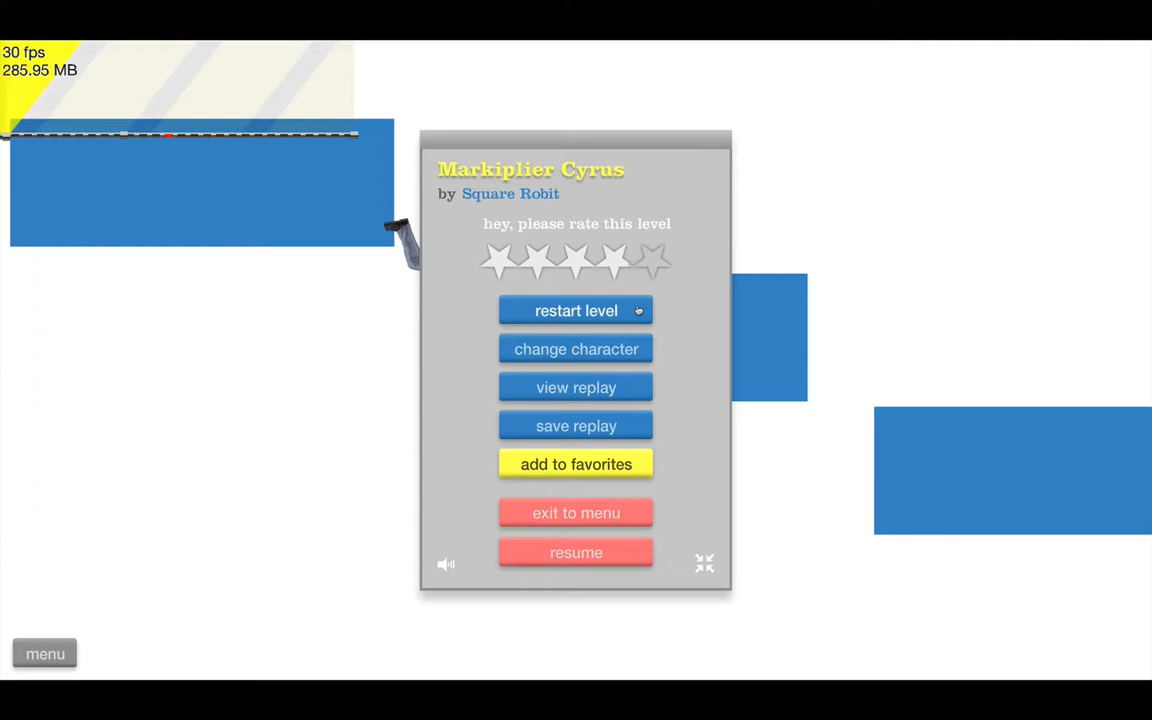 30 fps
285.95 MB
Markiplier Cyrus
by Square Robit
hey, please rate this level
restart level
change character
view replay
save replay
add to favorites
exit to menu
resume
menu